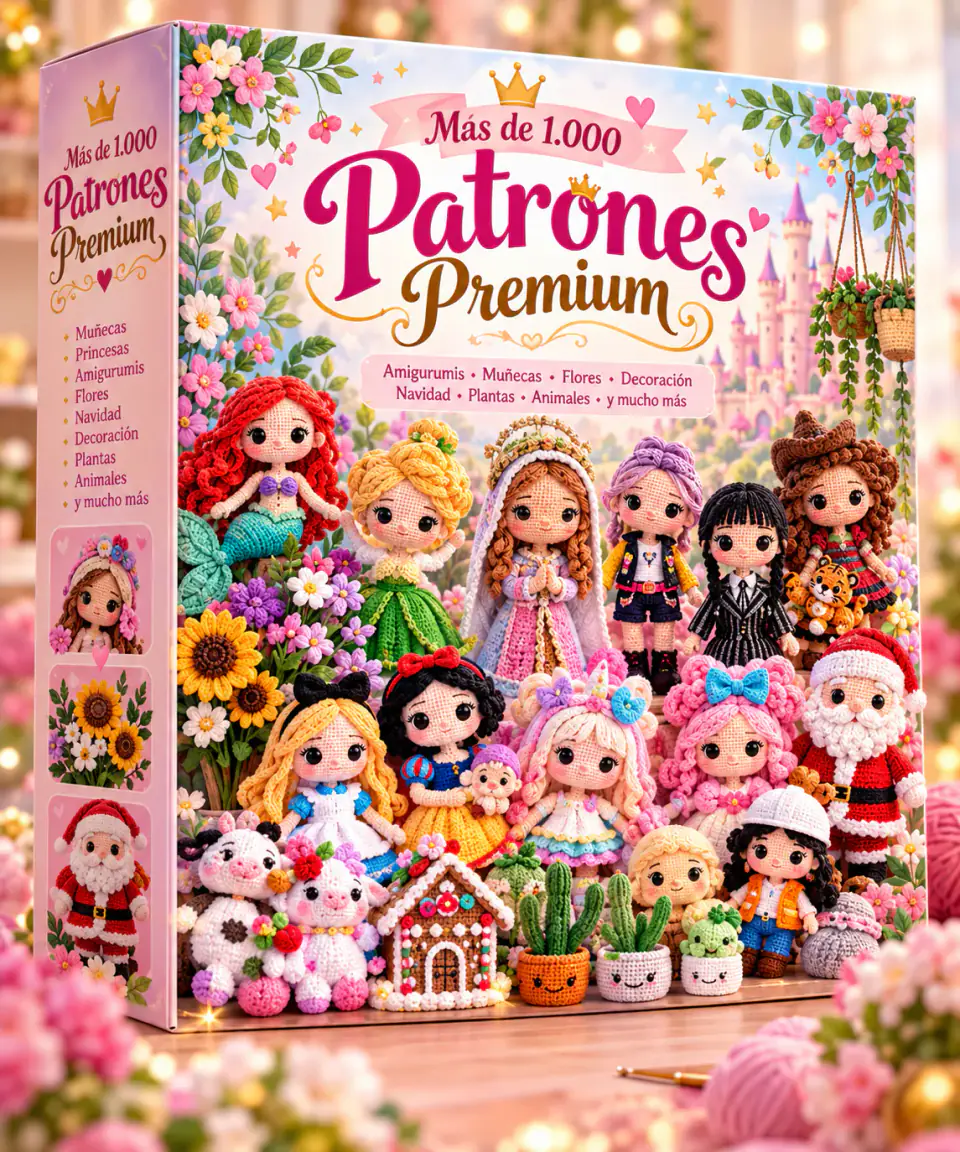 Más de 1.000
Patrones
Premium
Muñecas
Princesas
Amigurumis
Flores
Navidad
Decoración
Plantas
Animales
y mucho más
Más de 1.000
Patrones
Premium
Amigurumis • Muñecas • Flores • Decoración
Navidad • Plantas • Animales • y mucho más